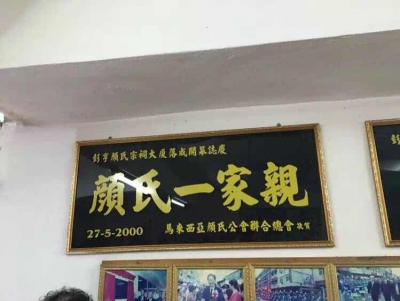 彭亨顏氏宗祠大廈落成開幕誌慶
顏氏一家親
27-5-2000
馬來西亞顏氏公會聯合總會 敬賀